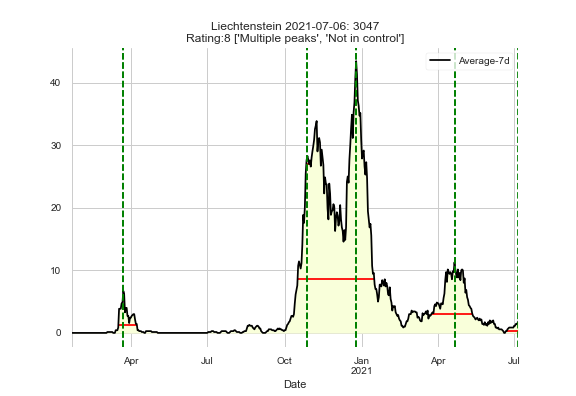 Liechtenstein 2021-07-06: 3047
Rating:8 ['Multiple peaks', 'Not in control']
Average-7d
40
30
20
10
0
Apr
Jul
Oct
Jan
2021
Apr
Jul
Date